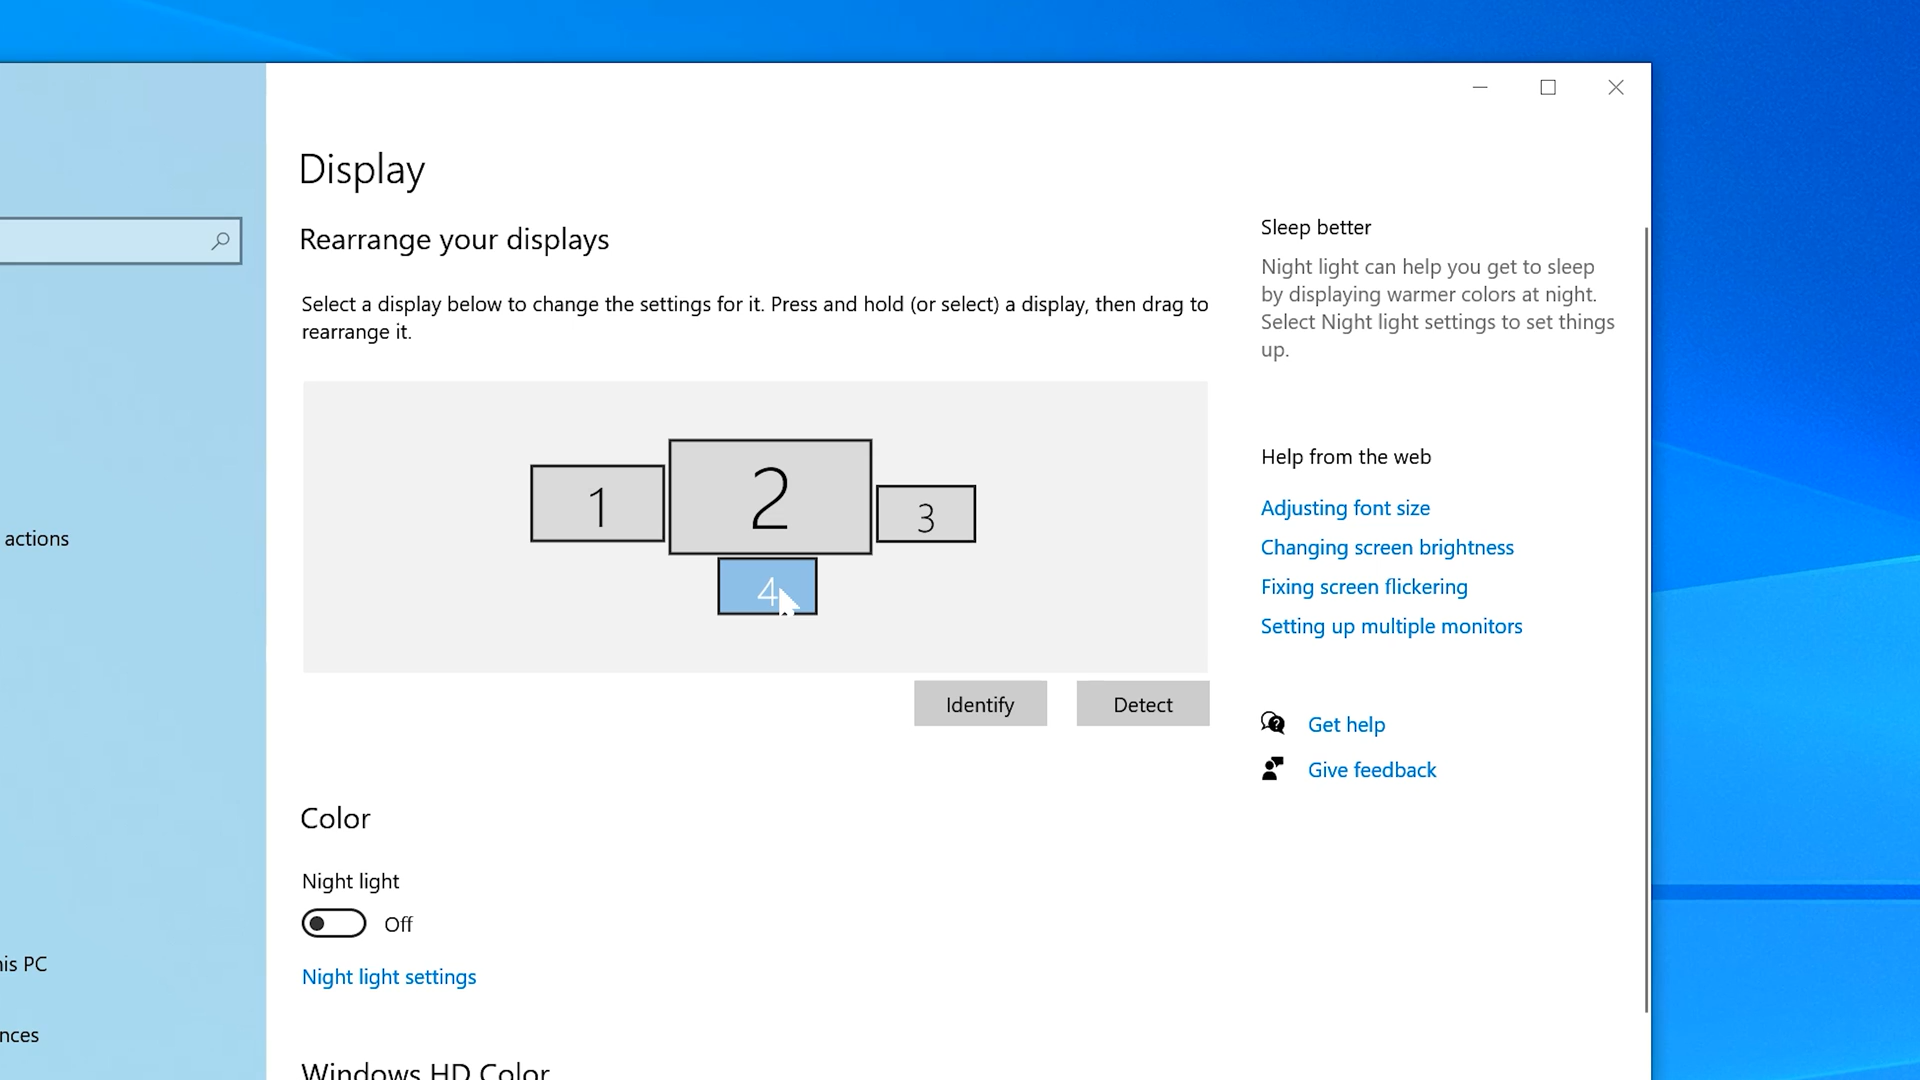 Display
Rearrange your displays
Select a display below to change the settings for it. Press and hold (or select) a display, then drag to
rearrange it.
1
2
3
4
Identify
Detect
Color
Night light
Off
Night light settings
Windows HD Color
Sleep better
Night light can help you get to sleep
by displaying warmer colors at night.
Select Night light settings to set things
up.
Help from the web
Adjusting font size
Changing screen brightness
Fixing screen flickering
Setting up multiple monitors
Get help
Give feedback
actions
his PC
nces